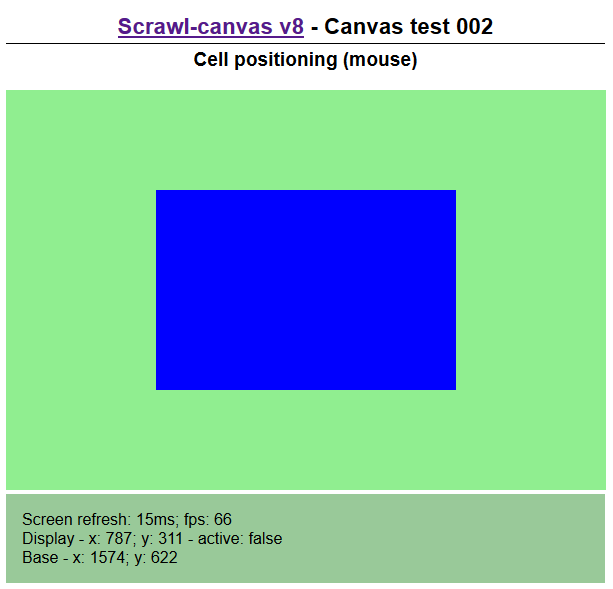 Scrawl-canvas v8 - Canvas test 002
Cell positioning (mouse)
Screen refresh: 15ms; fps: 66
Display - x: 787; y: 311 - active: false
Base - x: 1574; y: 622